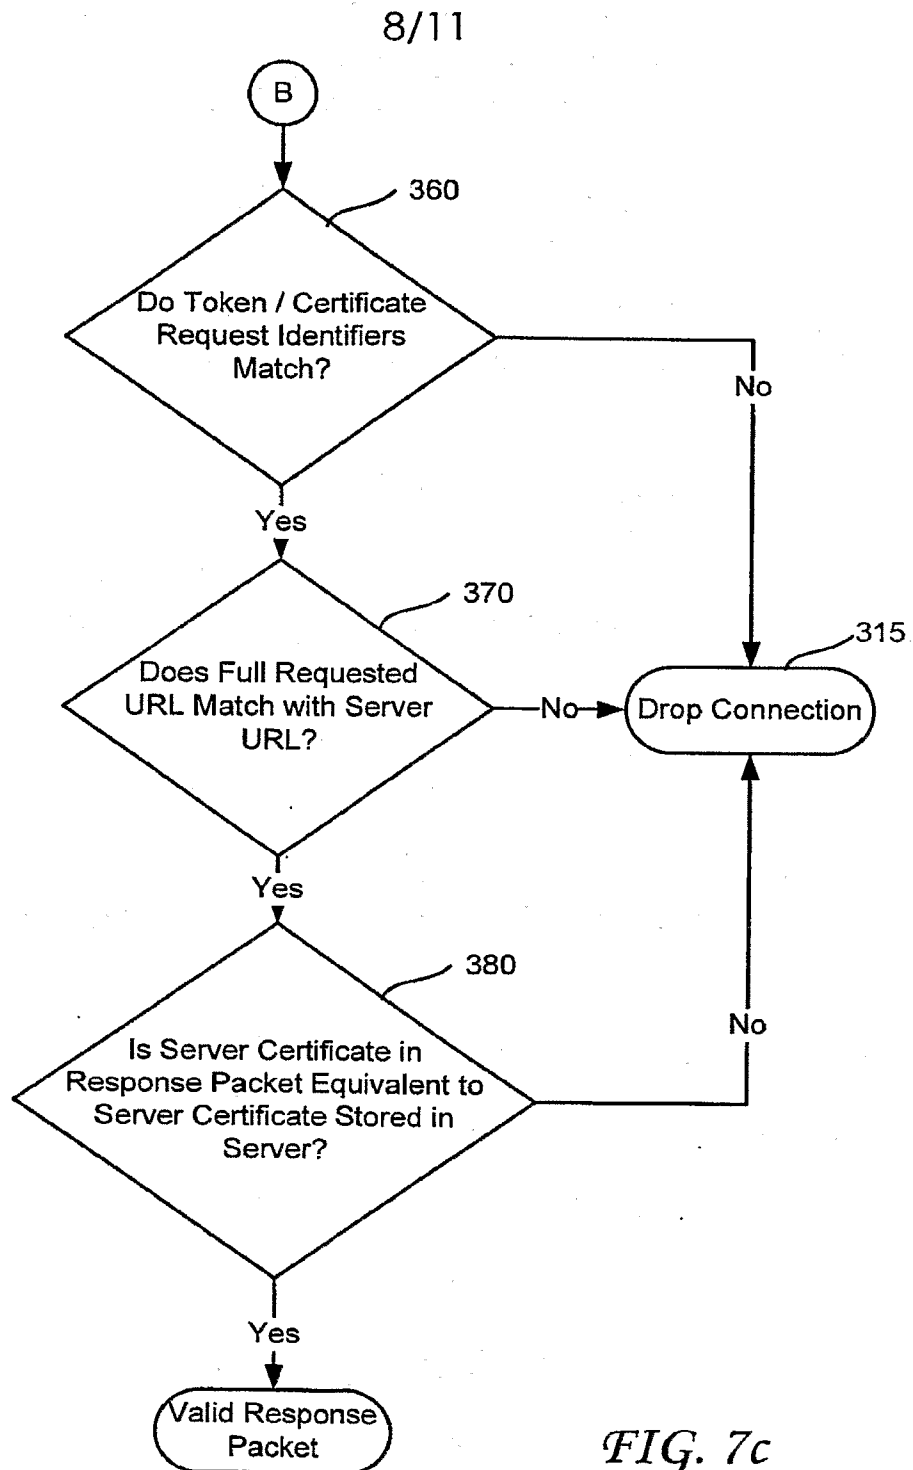 8/11
B
360
Do Token / Certificate
Request Identifiers
Match?
No
Yes
370
315
Does Full Requested
URL Match with Server
URL?
No
Drop Connection
Yes
380
No
Is Server Certificate in
Response Packet Equivalent to
Server Certificate Stored in
Server?
Yes
Valid Response
Packet
FIG. 7c